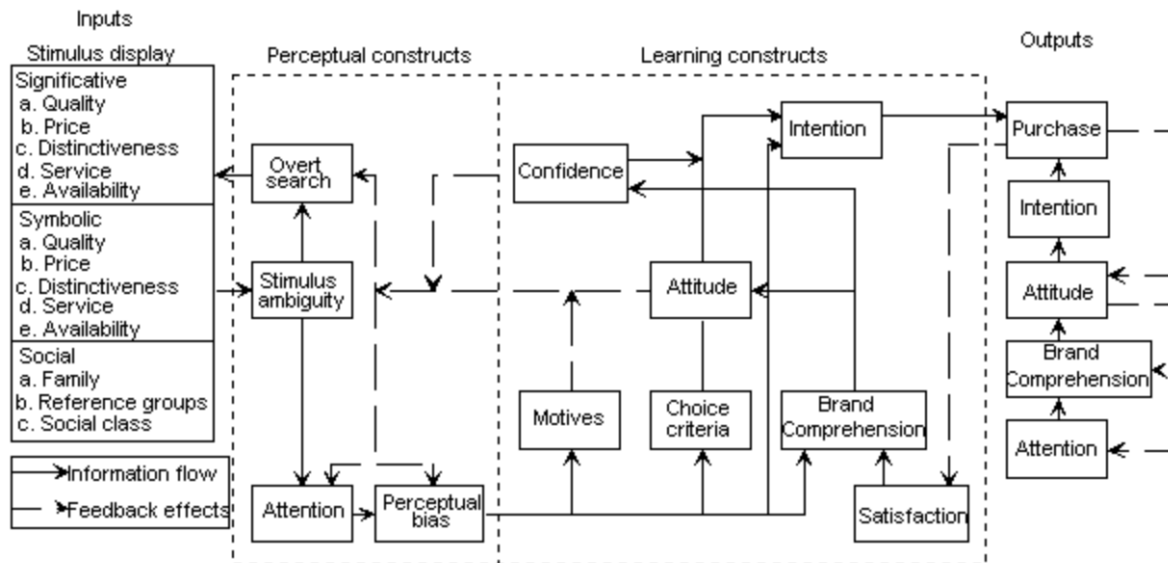 Inputs
Stimulus display
Significative
a. Quality
b. Price
c. Distinctiveness
d. Service
e. Availability
Symbolic
a. Quality
b. Price
c. Distinctiveness
d. Service
e. Availability
Social
a. Family
b. Reference groups
c. Social class
Information flow
Feedback effects
Perceptual constructs
Overt
search
Stimulus
ambiguity
Attention
Perceptual
bias
Learning constructs
Confidence
Intention
Attitude
Motives
Choice
criteria
Brand
Comprehension
Satisfaction
Outputs
Purchase
Intention
Attitude
Brand
Comprehension
Attention